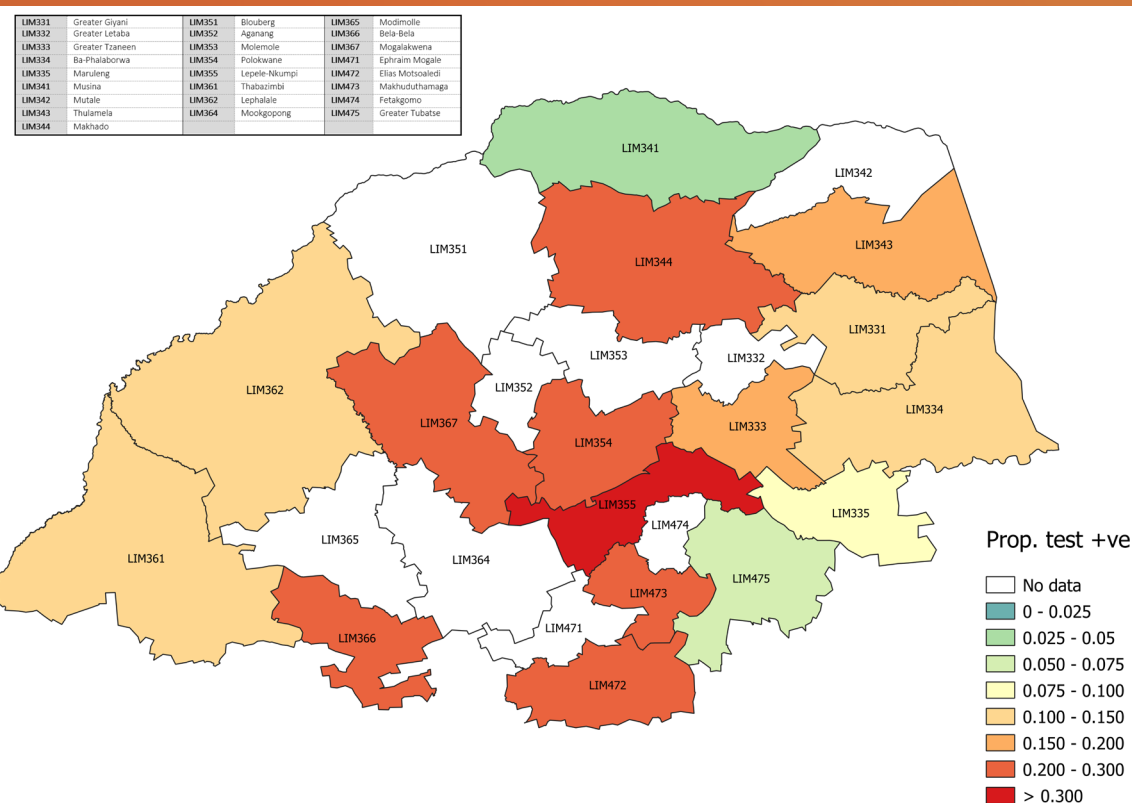 LIM331 Greater Giyani LIM351 Blouberg LIM365 Modimolle
LIM332 Greater Letaba LIM352 Aganang LIM366 Bela-Bela
LIM333 Greater Tzaneen LIM353 Molemole LIM367 Mogalakwena
LIM334 Ba-Phalaborwa LIM354 Polokwane LIM471 Ephraim Mogale
LIM335 Maruleng LIM355 Lepele-Nkumpi LIM472 Elias Motsoaledi
LIM341 Musina LIM361 Thabazimbi LIM473 Makhuduthamaga
LIM342 Mutale LIM362 Lephalale LIM474 Fetakgomo
LIM343 Thulamela LIM364 Mookgopong LIM475 Greater Tubatse
LIM344 Makhado
LIM341
LIM342
LIM351
LIM344
LIM343
LIM331
LIM353
LIM332
LIM352
LIM362
LIM334
LIM367
LIM333
LIM354
LIM355
LIM335
LIM474
LIM365
LIM361
LIM364
LIM475
LIM473
LIM471
LIM366
LIM472
Prop. test +ve
No data
0 - 0.025
0.025 - 0.05
0.050 - 0.075
0.075 - 0.100
0.100 - 0.150
0.150 - 0.200
0.200 - 0.300
> 0.300